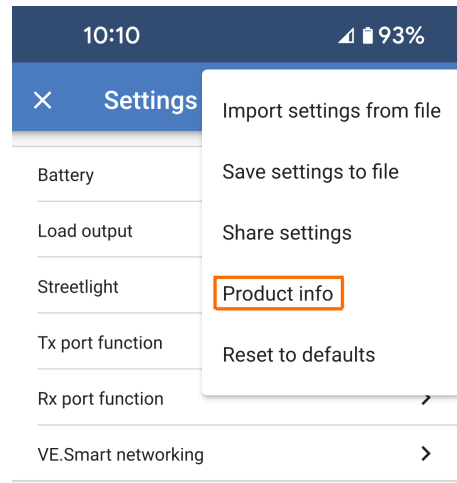 10:10 93%
Settings
Import settings from file
Save settings to file
Share settings
Product info
Reset to defaults
Battery
Load output
Streetlight
Tx port function
Rx port function
VE.Smart networking